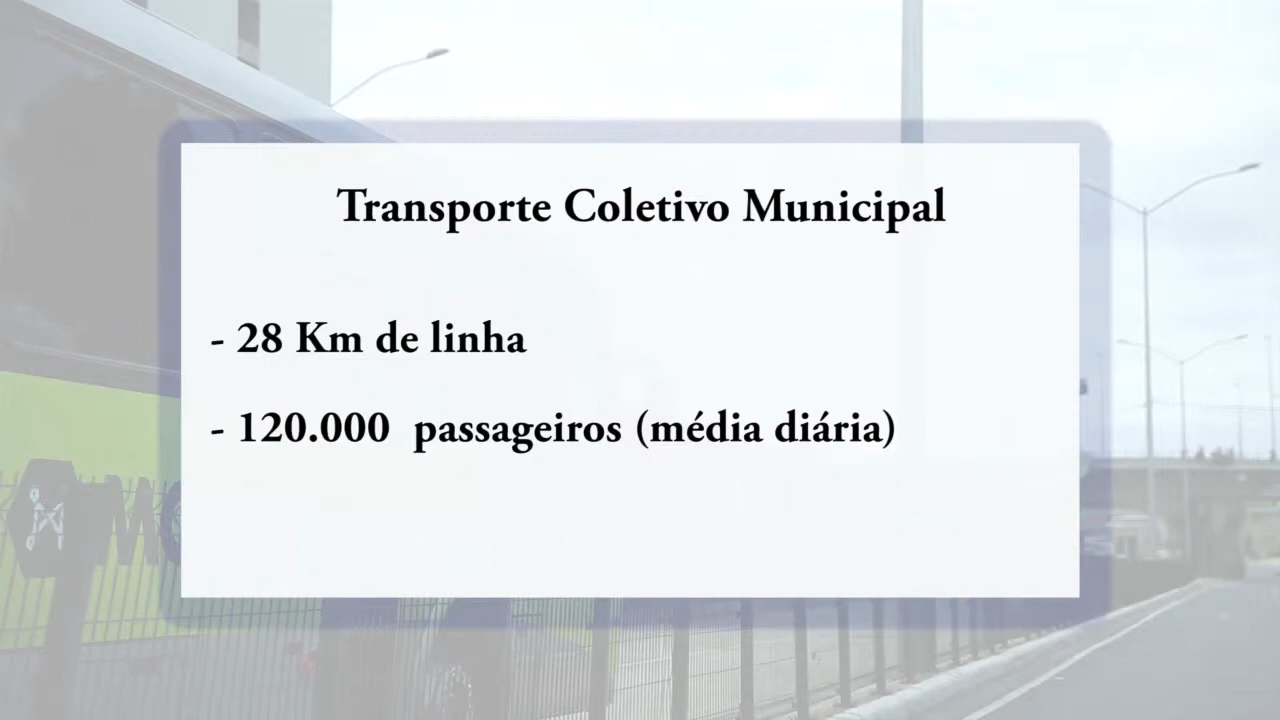 Transporte Coletivo Municipal
- 28 Km de linha
- 120.000 passageiros (média diária)